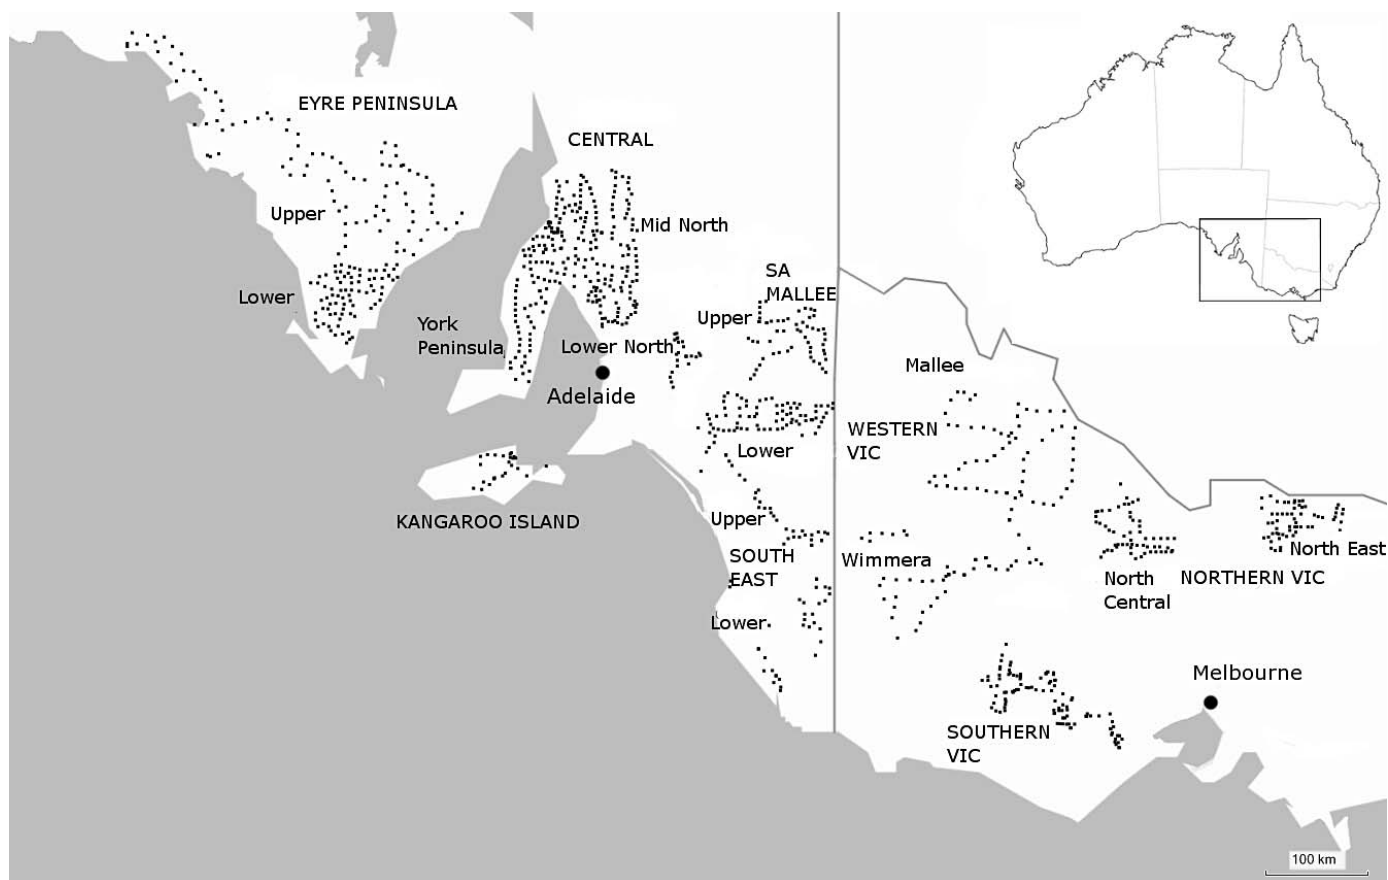 EYRE PENINSULA
CENTRAL
Upper
Mid North
SA
MALLEE
Lower
Upper
York
Peninsula
Lower North
Mallee
Adelaide
WESTERN
VIC
Lower
KANGAROO ISLAND
Upper
SOUTH
EAST
Wimmera
North East
North
Central
NORTHERN VIC
Lower
Melbourne
SOUTHERN
VIC
100 km